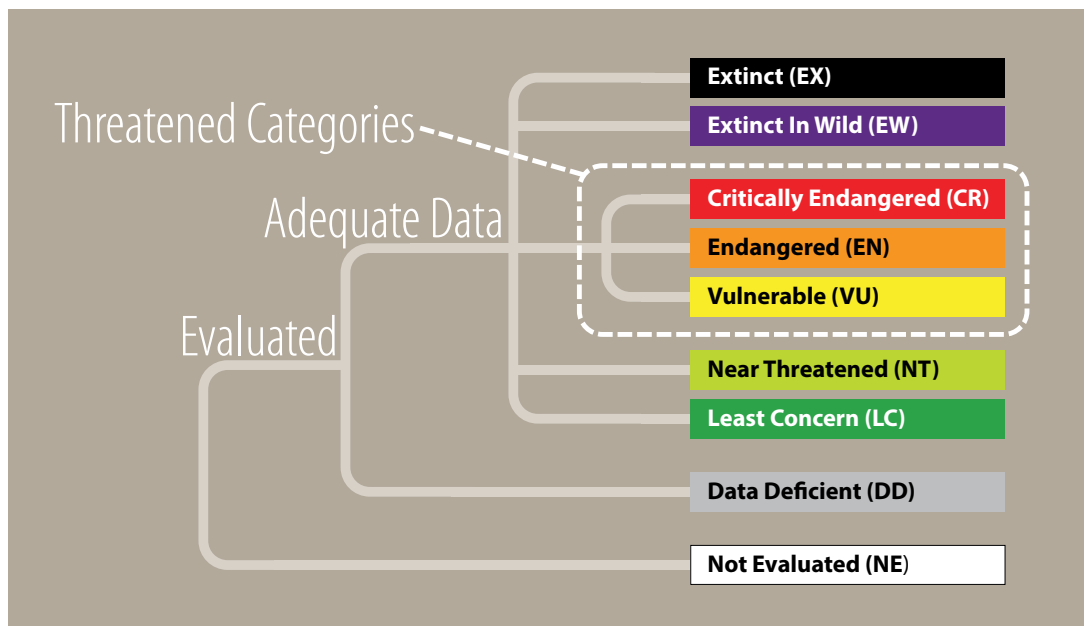 Extinct (EX)
Threatened Categories
Extinct In Wild (EW)
Critically Endangered (CR)
Adequate Data
Endangered (EN)
Vulnerable (VU)
Evaluated
Near Threatened (NT)
Least Concern (LC)
Data Deficient (DD)
Not Evaluated (NE)